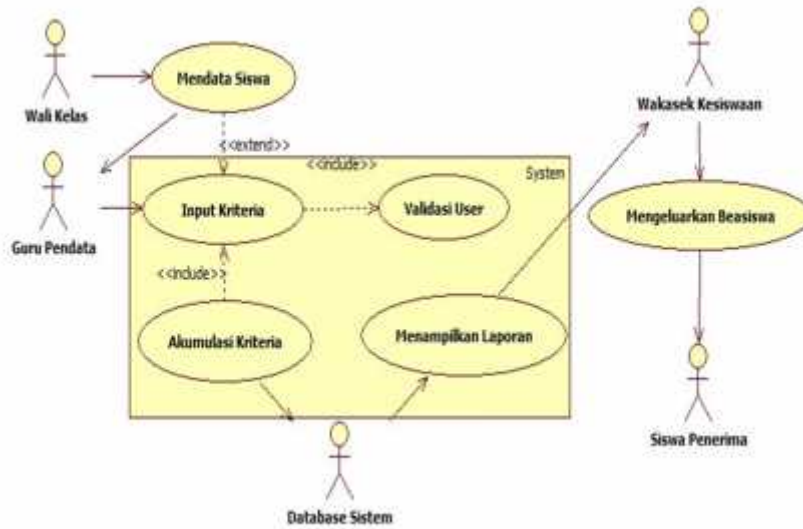 Mendata Siswa
Wali Kelas
Wakasek Kesiswaan
<<extend>>
<<include>>
System
Input Kriteria
Validasi User
Mengeluarkan Beasiswa
Guru Pendata
<<include>>
Akumulasi Kriteria
Menampilkan Laporan
Siswa Penerima
Database Sistem